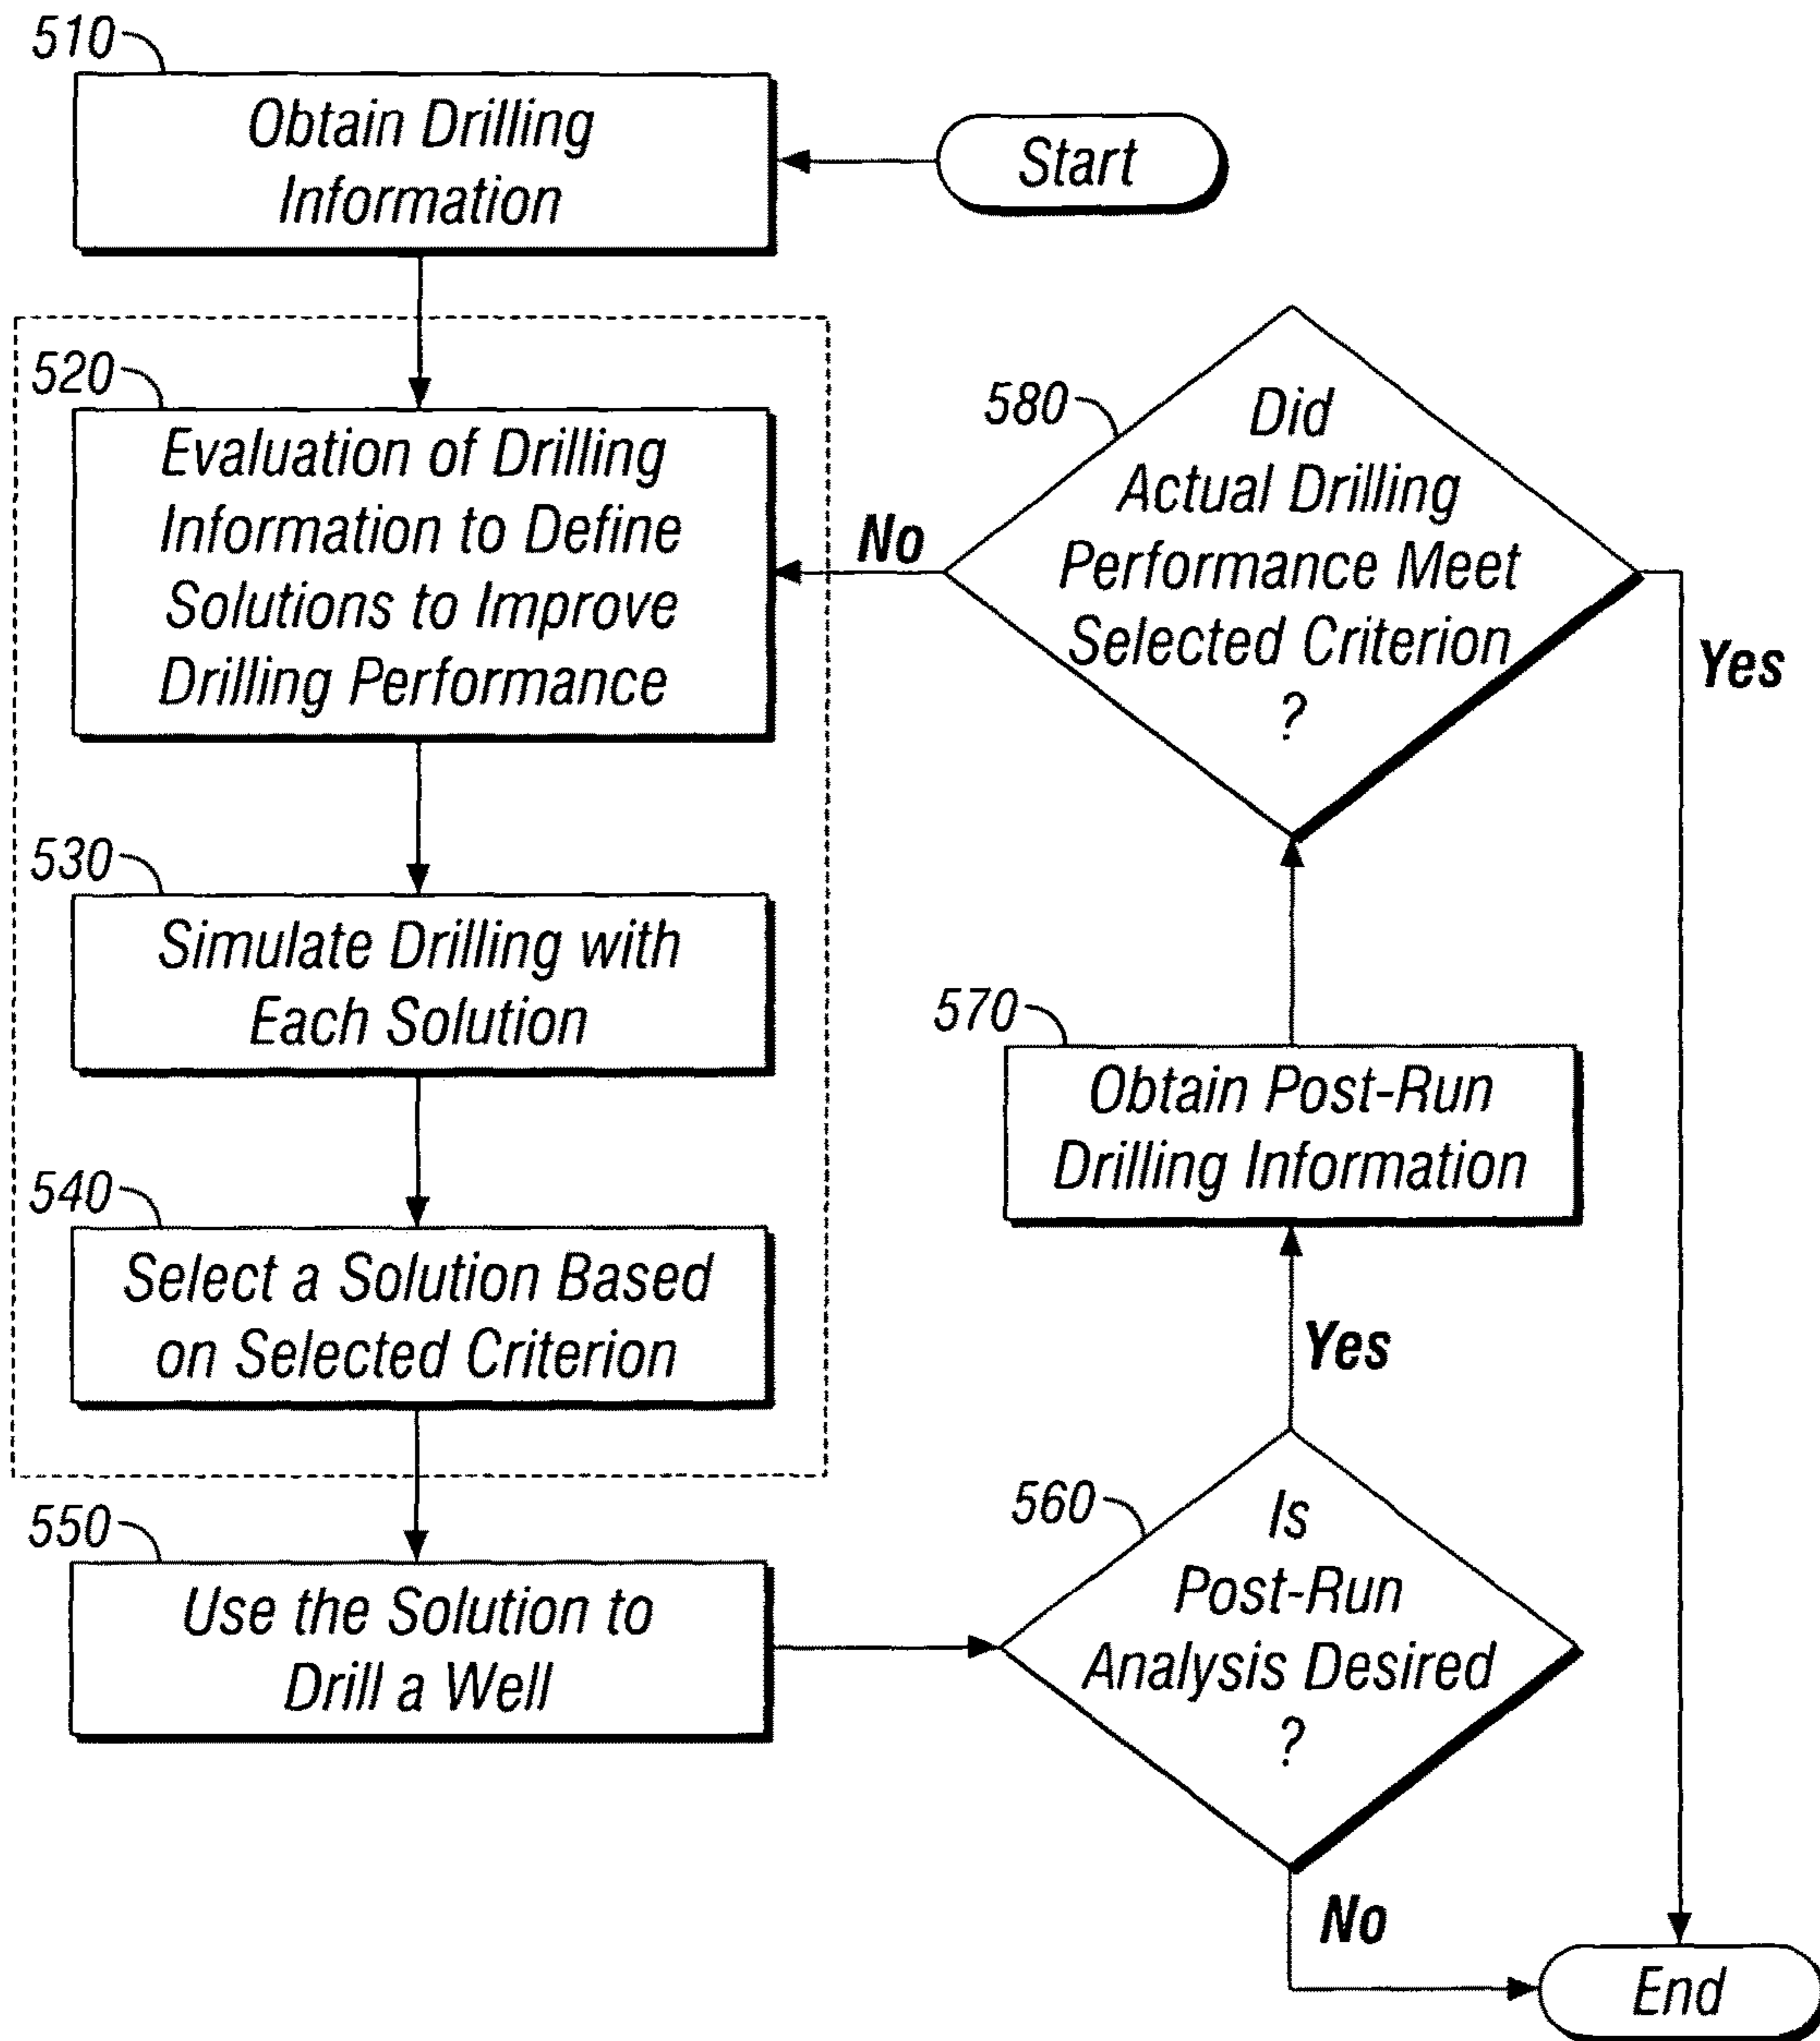 510
Obtain Drilling
Information
Start
520
Evaluation of Drilling
Information to Define
Solutions to Improve
Drilling Performance
530
Simulate Drilling with
Each Solution
540
Select a Solution Based
on Selected Criterion
550
Use the Solution to
Drill a Well
560
Is
Post-Run
Analysis Desired
?
Yes
No
570
Obtain Post-Run
Drilling Information
580
Did
Actual Drilling
Performance Meet
Selected Criterion
?
No
Yes
End